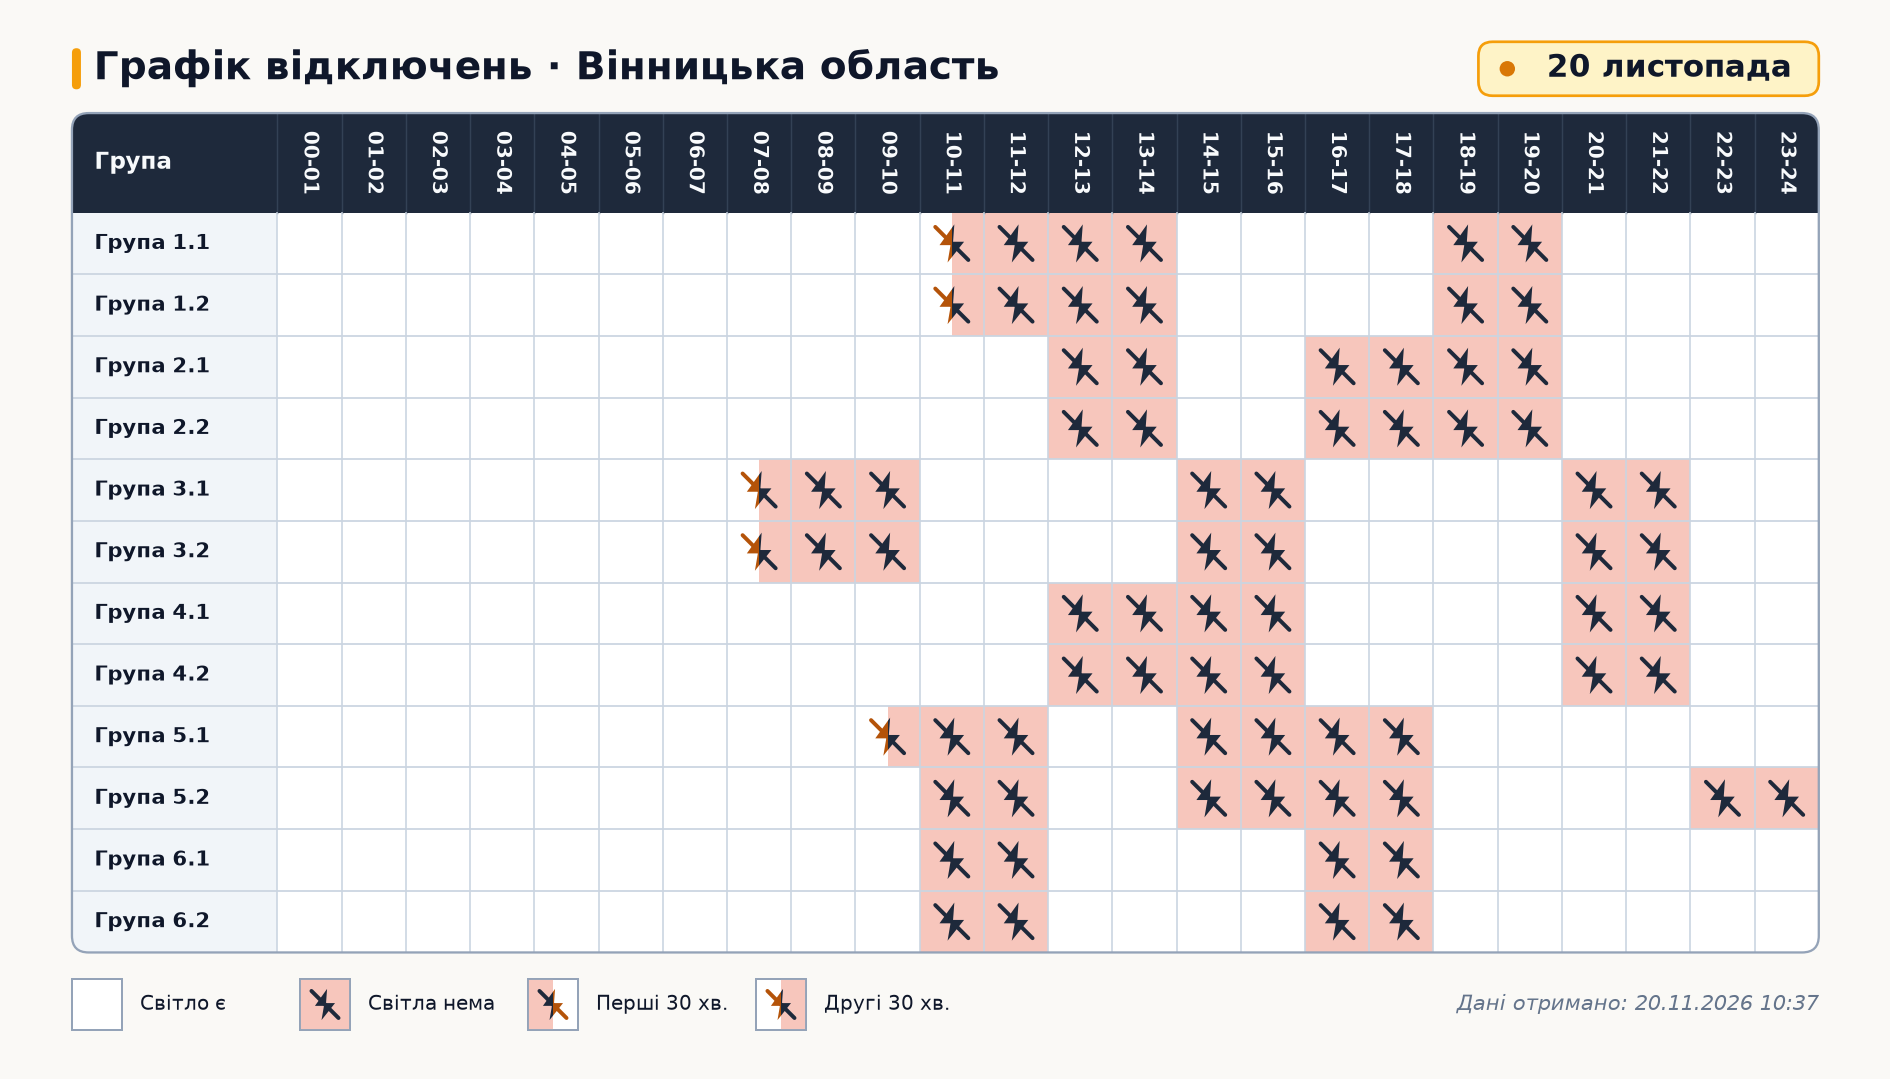 Графік відключень · Вінницька область
20 листопада
Група 00-01 01-02 02-03 03-04 04-05 05-06 06-07 07-08 08-09 09-10 10-11 11-12 12-13 13-14 14-15 15-16 16-17 17-18 18-19 19-20 20-21 21-22 22-23 23-24
Група 1.1
Група 1.2
Група 2.1
Група 2.2
Група 3.1
Група 3.2
Група 4.1
Група 4.2
Група 5.1
Група 5.2
Група 6.1
Група 6.2
Світло є Світла нема Перші 30 хв. Другі 30 хв.
Дані отримано: 20.11.2026 10:37